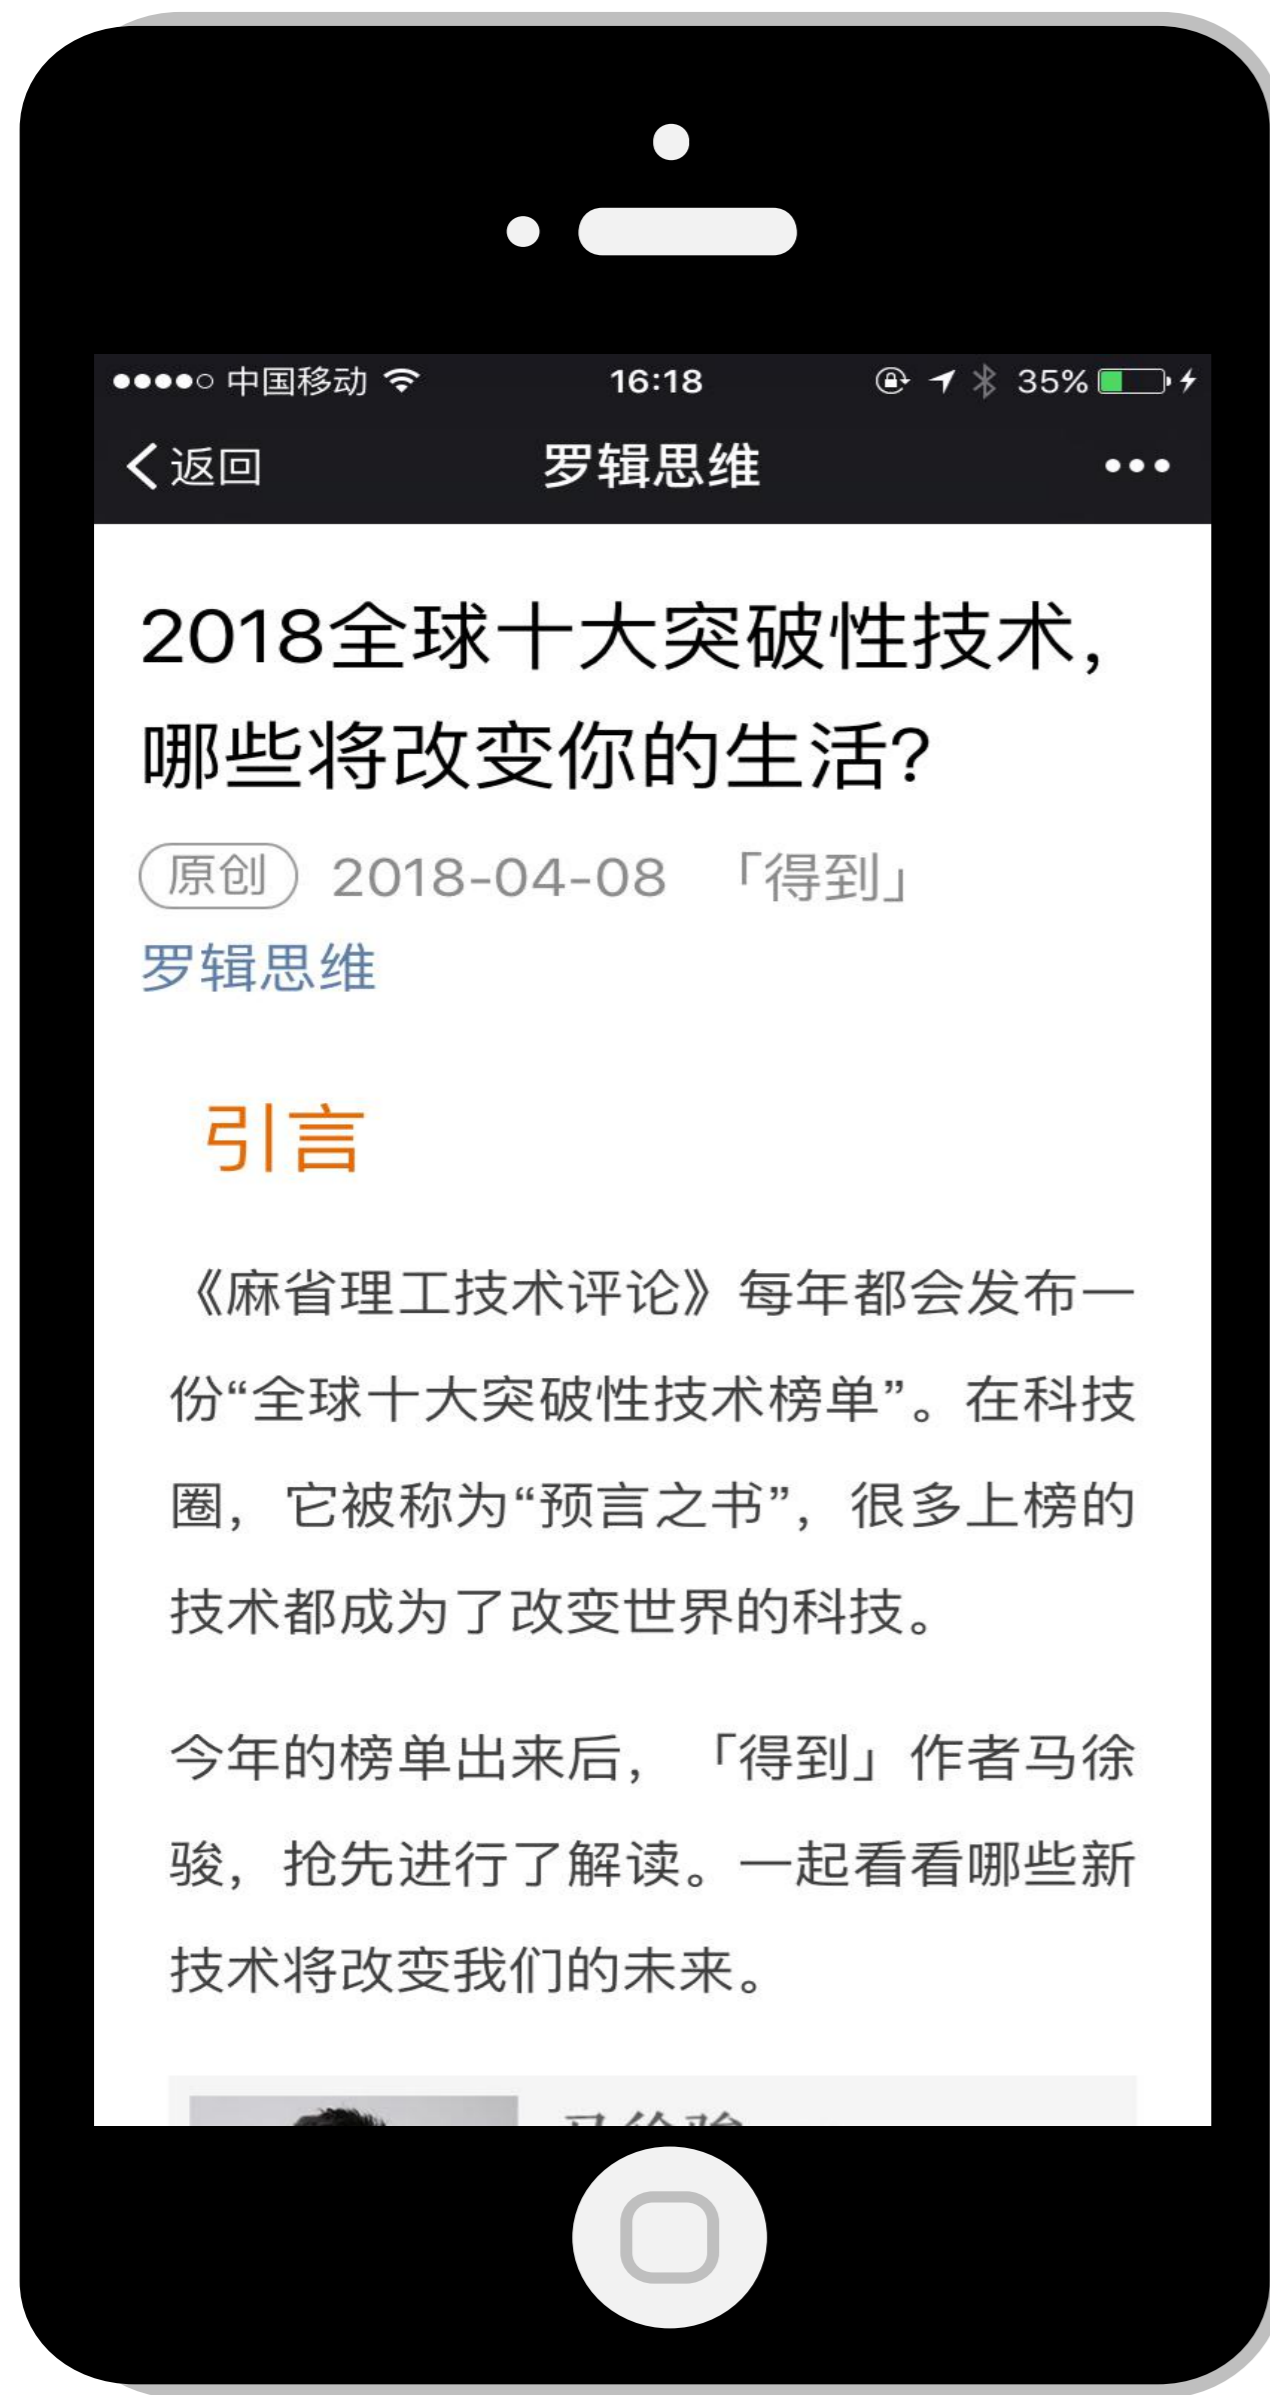 中国移动 16:18 35%
返回 罗辑思维
2018全球十大突破性技术，
哪些将改变你的生活?
原创 2018-04-08 「得到」
罗辑思维
引言
《麻省理工技术评论》每年都会发布一
份“全球十大突破性技术榜单”。在科技
圈，它被称为“预言之书”，很多上榜的
技术都成为了改变世界的科技。
今年的榜单出来后，「得到」作者马徐
骏，抢先进行了解读。一起看看哪些新
技术将改变我们的未来。